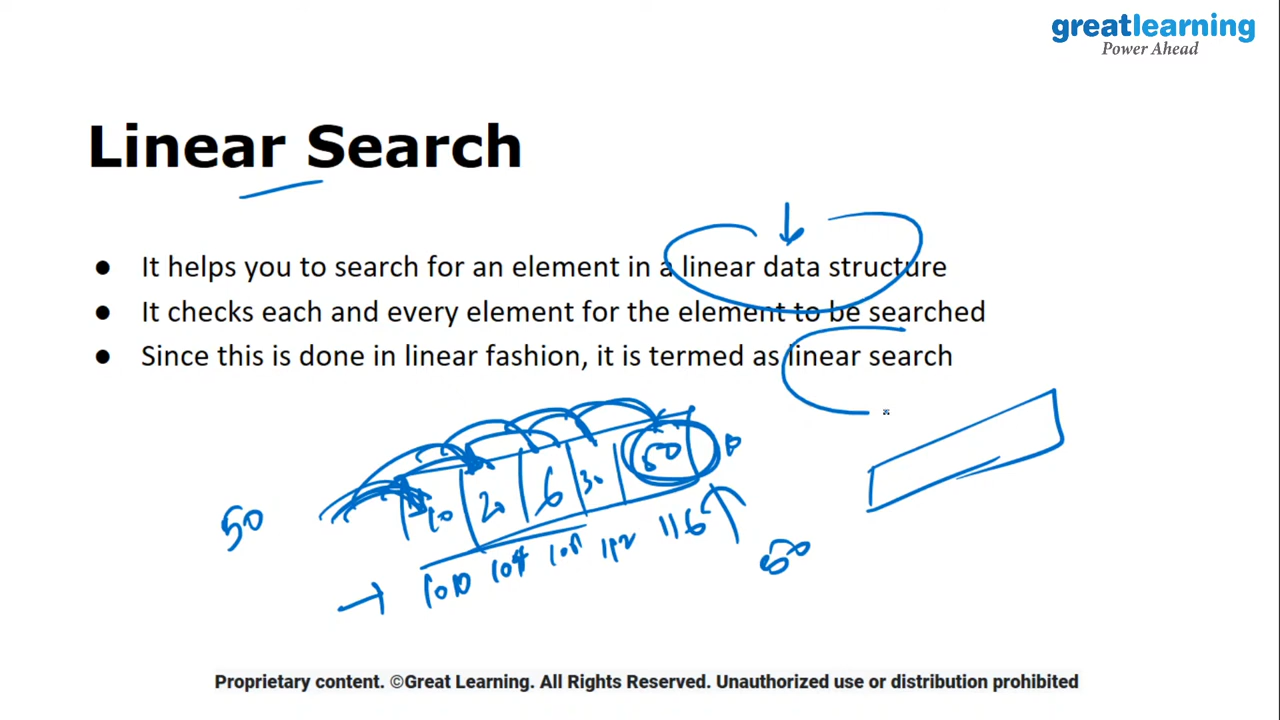 greatlearning
Power Ahead
Linear Search
● It helps you to search for an element in a linear data structure
● It checks each and every element for the element to be searched
● Since this is done in linear fashion, it is termed as linear search
50 10 20 6 30 50
100 104 108 112 116
50
Proprietary content. ©Great Learning. All Rights Reserved. Unauthorized use or distribution prohibited